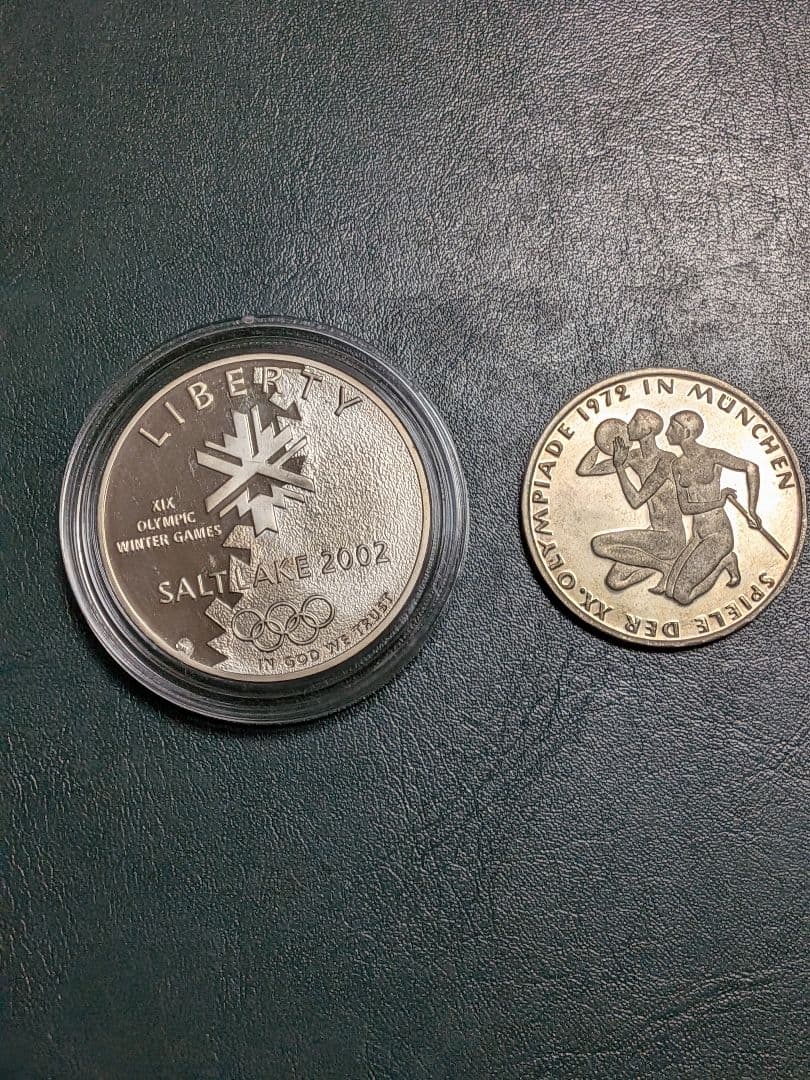 LIBERTY
XIX
OLYMPIC
WINTER GAMES
SALT LAKE 2002
IN GOD WE TRUST
SPIELE DER XX. OLYMPIADE 1972 IN MÜNCHEN